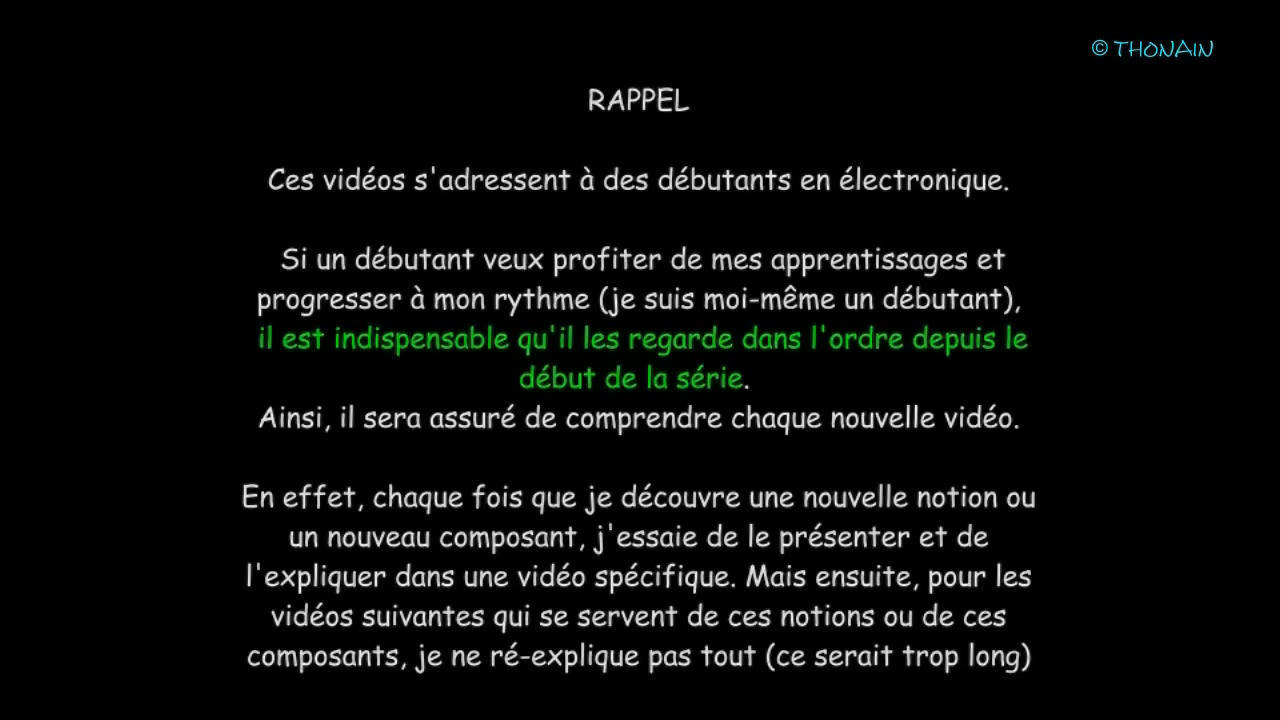 © THONAIN
RAPPEL
Ces vidéos s'adressent à des débutants en électronique.
Si un débutant veux profiter de mes apprentissages et
progresser à mon rythme (je suis moi-même un débutant),
il est indispensable qu'il les regarde dans l'ordre depuis le
début de la série.
Ainsi, il sera assuré de comprendre chaque nouvelle vidéo.
En effet, chaque fois que je découvre une nouvelle notion ou
un nouveau composant, j'essaie de le présenter et de
l'expliquer dans une vidéo spécifique. Mais ensuite, pour les
vidéos suivantes qui se servent de ces notions ou de ces
composants, je ne ré-explique pas tout (ce serait trop long)